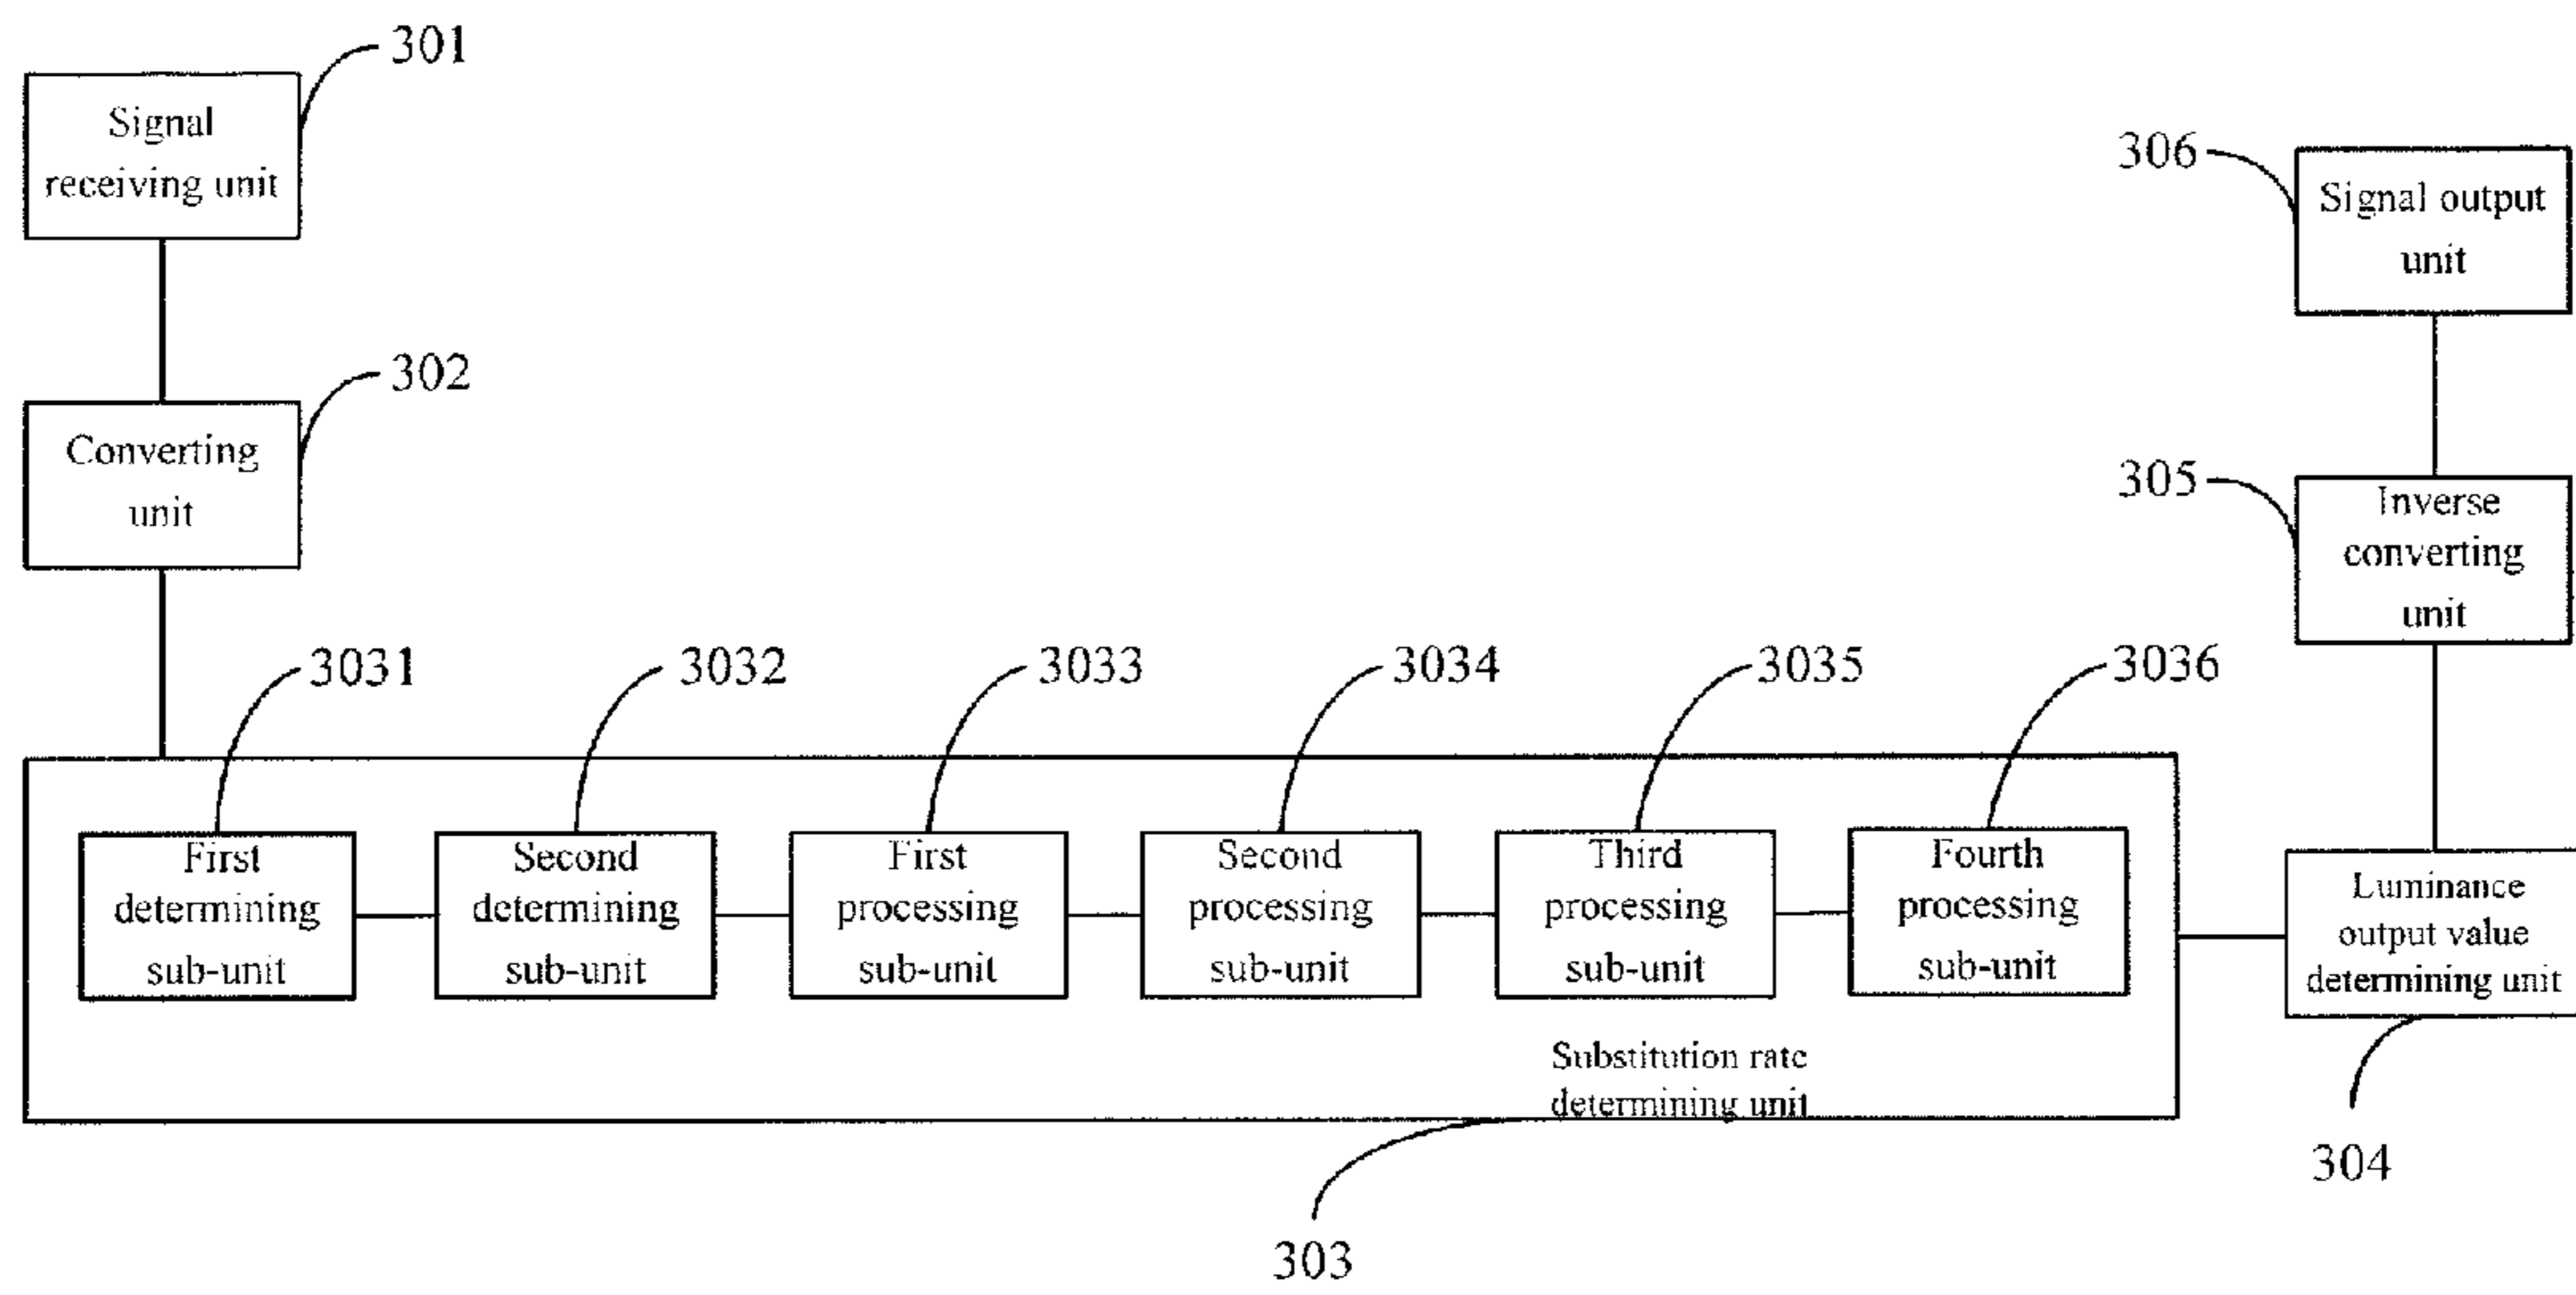 301
Signal
receiving unit
306
Signal output
unit
302
Converting
unit
305
Inverse
converting
unit
3031
3032
3033
3034
3035
3036
First
determining
sub-unit
Second
determining
sub-unit
First
processing
sub-unit
Second
processing
sub-unit
Third
processing
sub-unit
Fourth
processing
sub-unit
Luminance
output value
determining unit
Substitution rate
determining unit
304
303